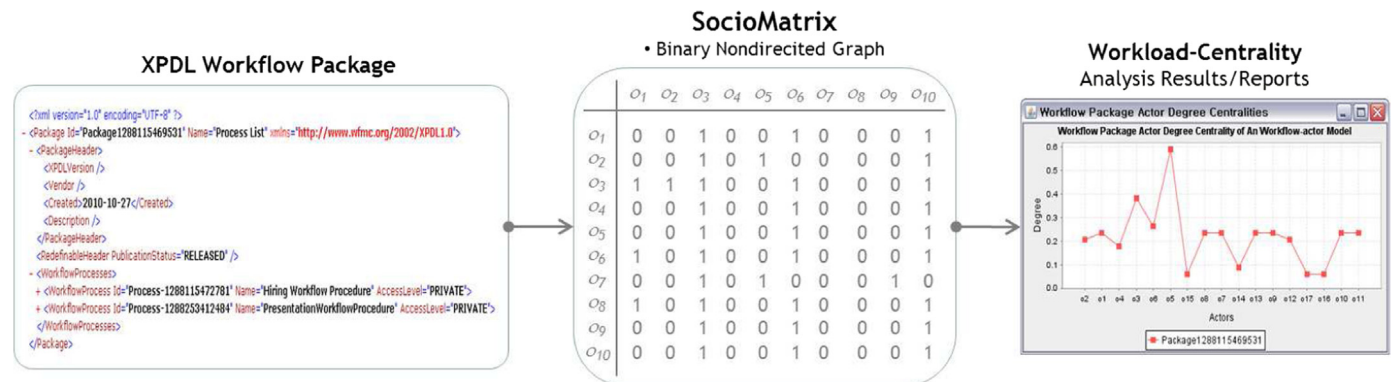 XPDL Workflow Package
<?xml version="1.0" encoding="UTF-8" ?>
- <Package Id="Package1288115469531" Name="Process List" xmlns="http://www.wfmc.org/2002/XPDL1.0">
- <PackageHeader>
<XPDLVersion />
<Vendor />
<Created>2010-10-27</Created>
<Description />
</PackageHeader>
<RedefinableHeader PublicationStatus="RELEASED" />
- <WorkflowProcesses>
+ <WorkflowProcess Id="Process-1288115472781" Name="Hiring Workflow Procedure" AccessLevel="PRIVATE">
+ <WorkflowProcess Id="Process-1288253412484" Name="PresentationWorkflowProcedure" AccessLevel="PRIVATE">
</WorkflowProcesses>
</Package>
SocioMatrix
• Binary Nondirecited Graph
o1 o2 o3 o4 o5 o6 o7 o8 o9 o10
o1 0 0 1 0 0 1 0 0 0 1
o2 0 0 1 0 1 0 0 0 0 1
o3 1 1 1 0 0 1 0 0 0 1
o4 0 0 1 0 0 1 0 0 0 1
o5 0 0 1 0 0 1 0 0 0 1
o6 1 0 1 0 0 1 0 0 0 1
o7 0 0 1 0 1 0 0 0 1 0
o8 1 0 1 0 0 1 0 0 0 1
o9 0 0 1 0 0 1 0 0 0 1
o10 0 0 1 0 0 1 0 0 0 1
Workload-Centrality
Analysis Results/Reports
Workflow Package Actor Degree Centralities
Workflow Package Actor Degree Centrality of An Workflow-actor Model
0.6
0.5
0.4
0.3
0.2
0.1
0.0
Degree
o2 o1 o4 o3 o6 o5 o15 o8 o7 o14 o13 o9 o12 o17 o16 o10 o11
Actors
Package1288115469531